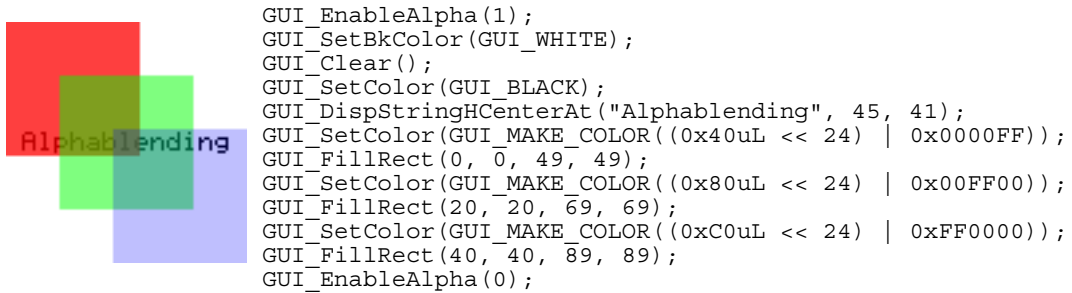 GUI_EnableAlpha(1);
GUI_SetBkColor(GUI_WHITE);
GUI_Clear();
GUI_SetColor(GUI_BLACK);
GUI_DispStringHCenterAt("Alphablending", 45, 41);
Alphablending
GUI_SetColor(GUI_MAKE_COLOR((0x40uL << 24) | 0x0000FF));
GUI_FillRect(0, 0, 49, 49);
GUI_SetColor(GUI_MAKE_COLOR((0x80uL << 24) | 0x00FF00));
GUI_FillRect(20, 20, 69, 69);
GUI_SetColor(GUI_MAKE_COLOR((0xC0uL << 24) | 0xFF0000));
GUI_FillRect(40, 40, 89, 89);
GUI_EnableAlpha(0);